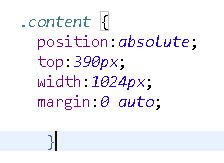 .content {
position:absolute;
top:390px;
width:1024px;
margin:0 auto;
}